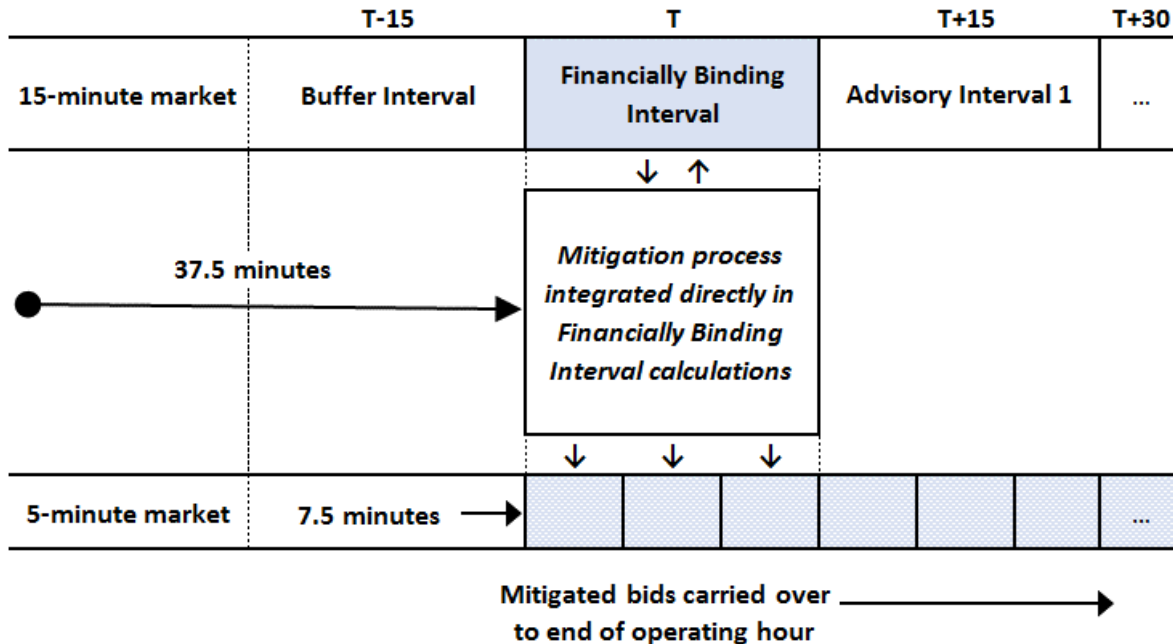 T-15 T T+15 T+30
15-minute market Buffer Interval Financially Binding Interval Advisory Interval 1 ...
37.5 minutes
Mitigation process
integrated directly in
Financially Binding
Interval calculations
5-minute market 7.5 minutes ...
Mitigated bids carried over
to end of operating hour